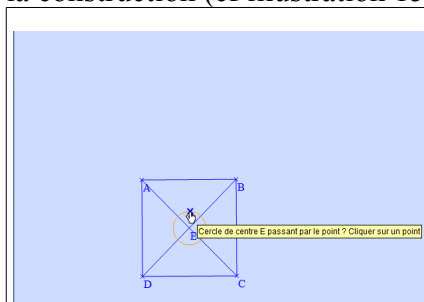 la construction (cf illustration 15
A
B
E
Cercle de centre E passant par le point ? Cliquer sur un point
D
C